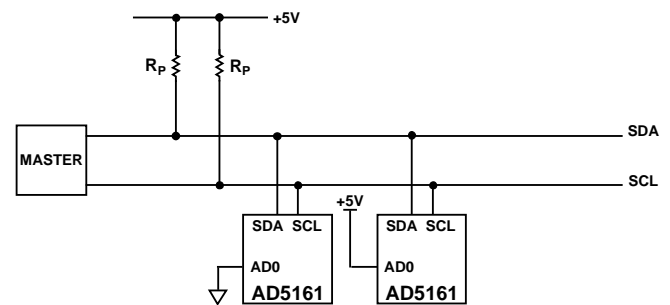 +5V
RP RP
SDA
MASTER
SCL
+5V
SDA SCL SDA SCL
AD0 AD0
AD5161 AD5161